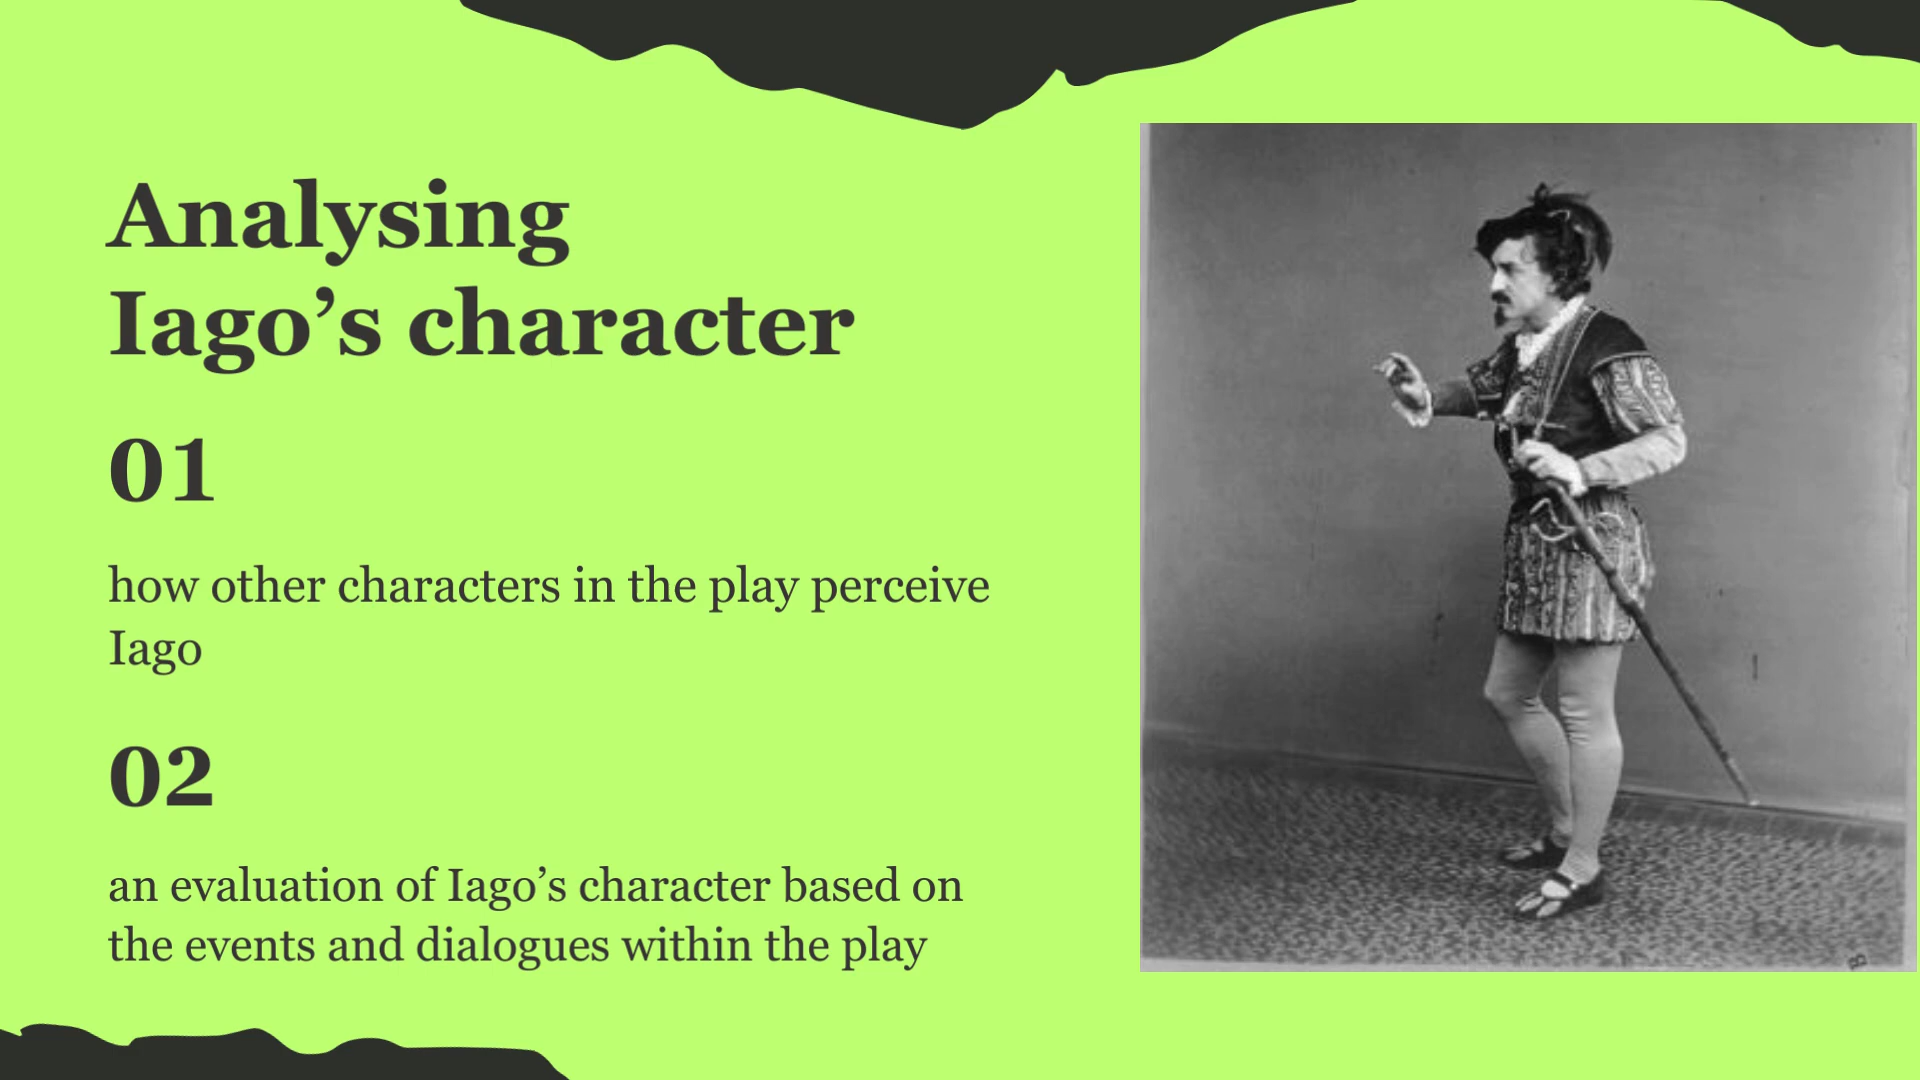 Analysing
Iago’s character
01
how other characters in the play perceive
Iago
02
an evaluation of Iago’s character based on
the events and dialogues within the play
B